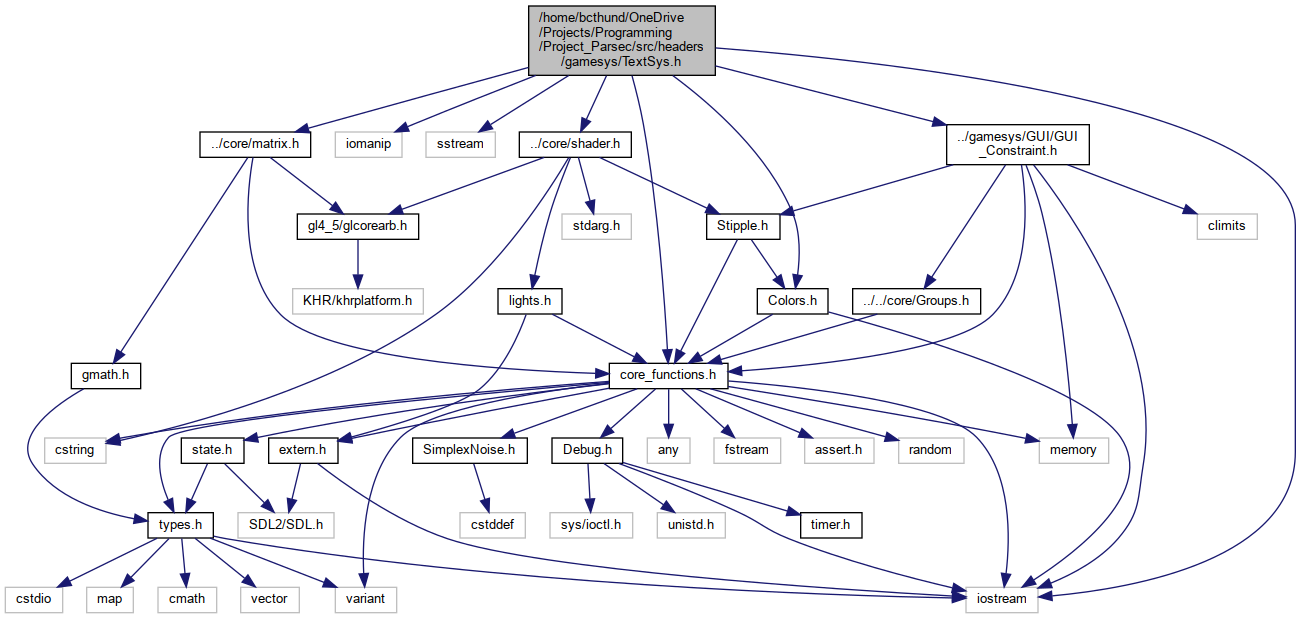 /home/bcthund/OneDrive
/Projects/Programming
/Project_Parsec/src/headers
/gamesys/TextSys.h
../core/matrix.h
iomanip
sstream
../core/shader.h
../gamesys/GUI/GUI
_Constraint.h
gl4_5/glcorearb.h
stdarg.h
Stipple.h
climits
KHR/khrplatform.h
lights.h
Colors.h
../../core/Groups.h
gmath.h
core_functions.h
cstring
state.h
extern.h
SimplexNoise.h
Debug.h
any
fstream
assert.h
random
memory
types.h
SDL2/SDL.h
cstddef
sys/ioctl.h
unistd.h
timer.h
cstdio
map
cmath
vector
variant
iostream